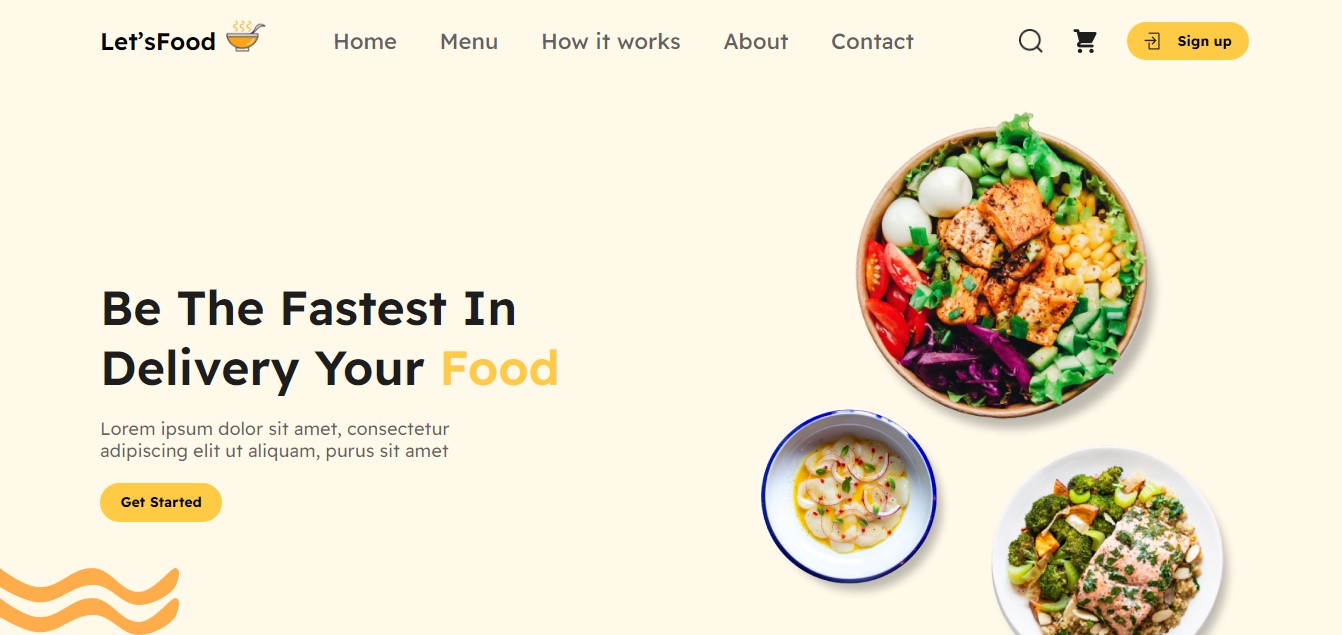 Let’sFood
Home
Menu
How it works
About
Contact
Sign up
Be The Fastest In
Delivery Your Food
Lorem ipsum dolor sit amet, consectetur
adipiscing elit ut aliquam, purus sit amet
Get Started